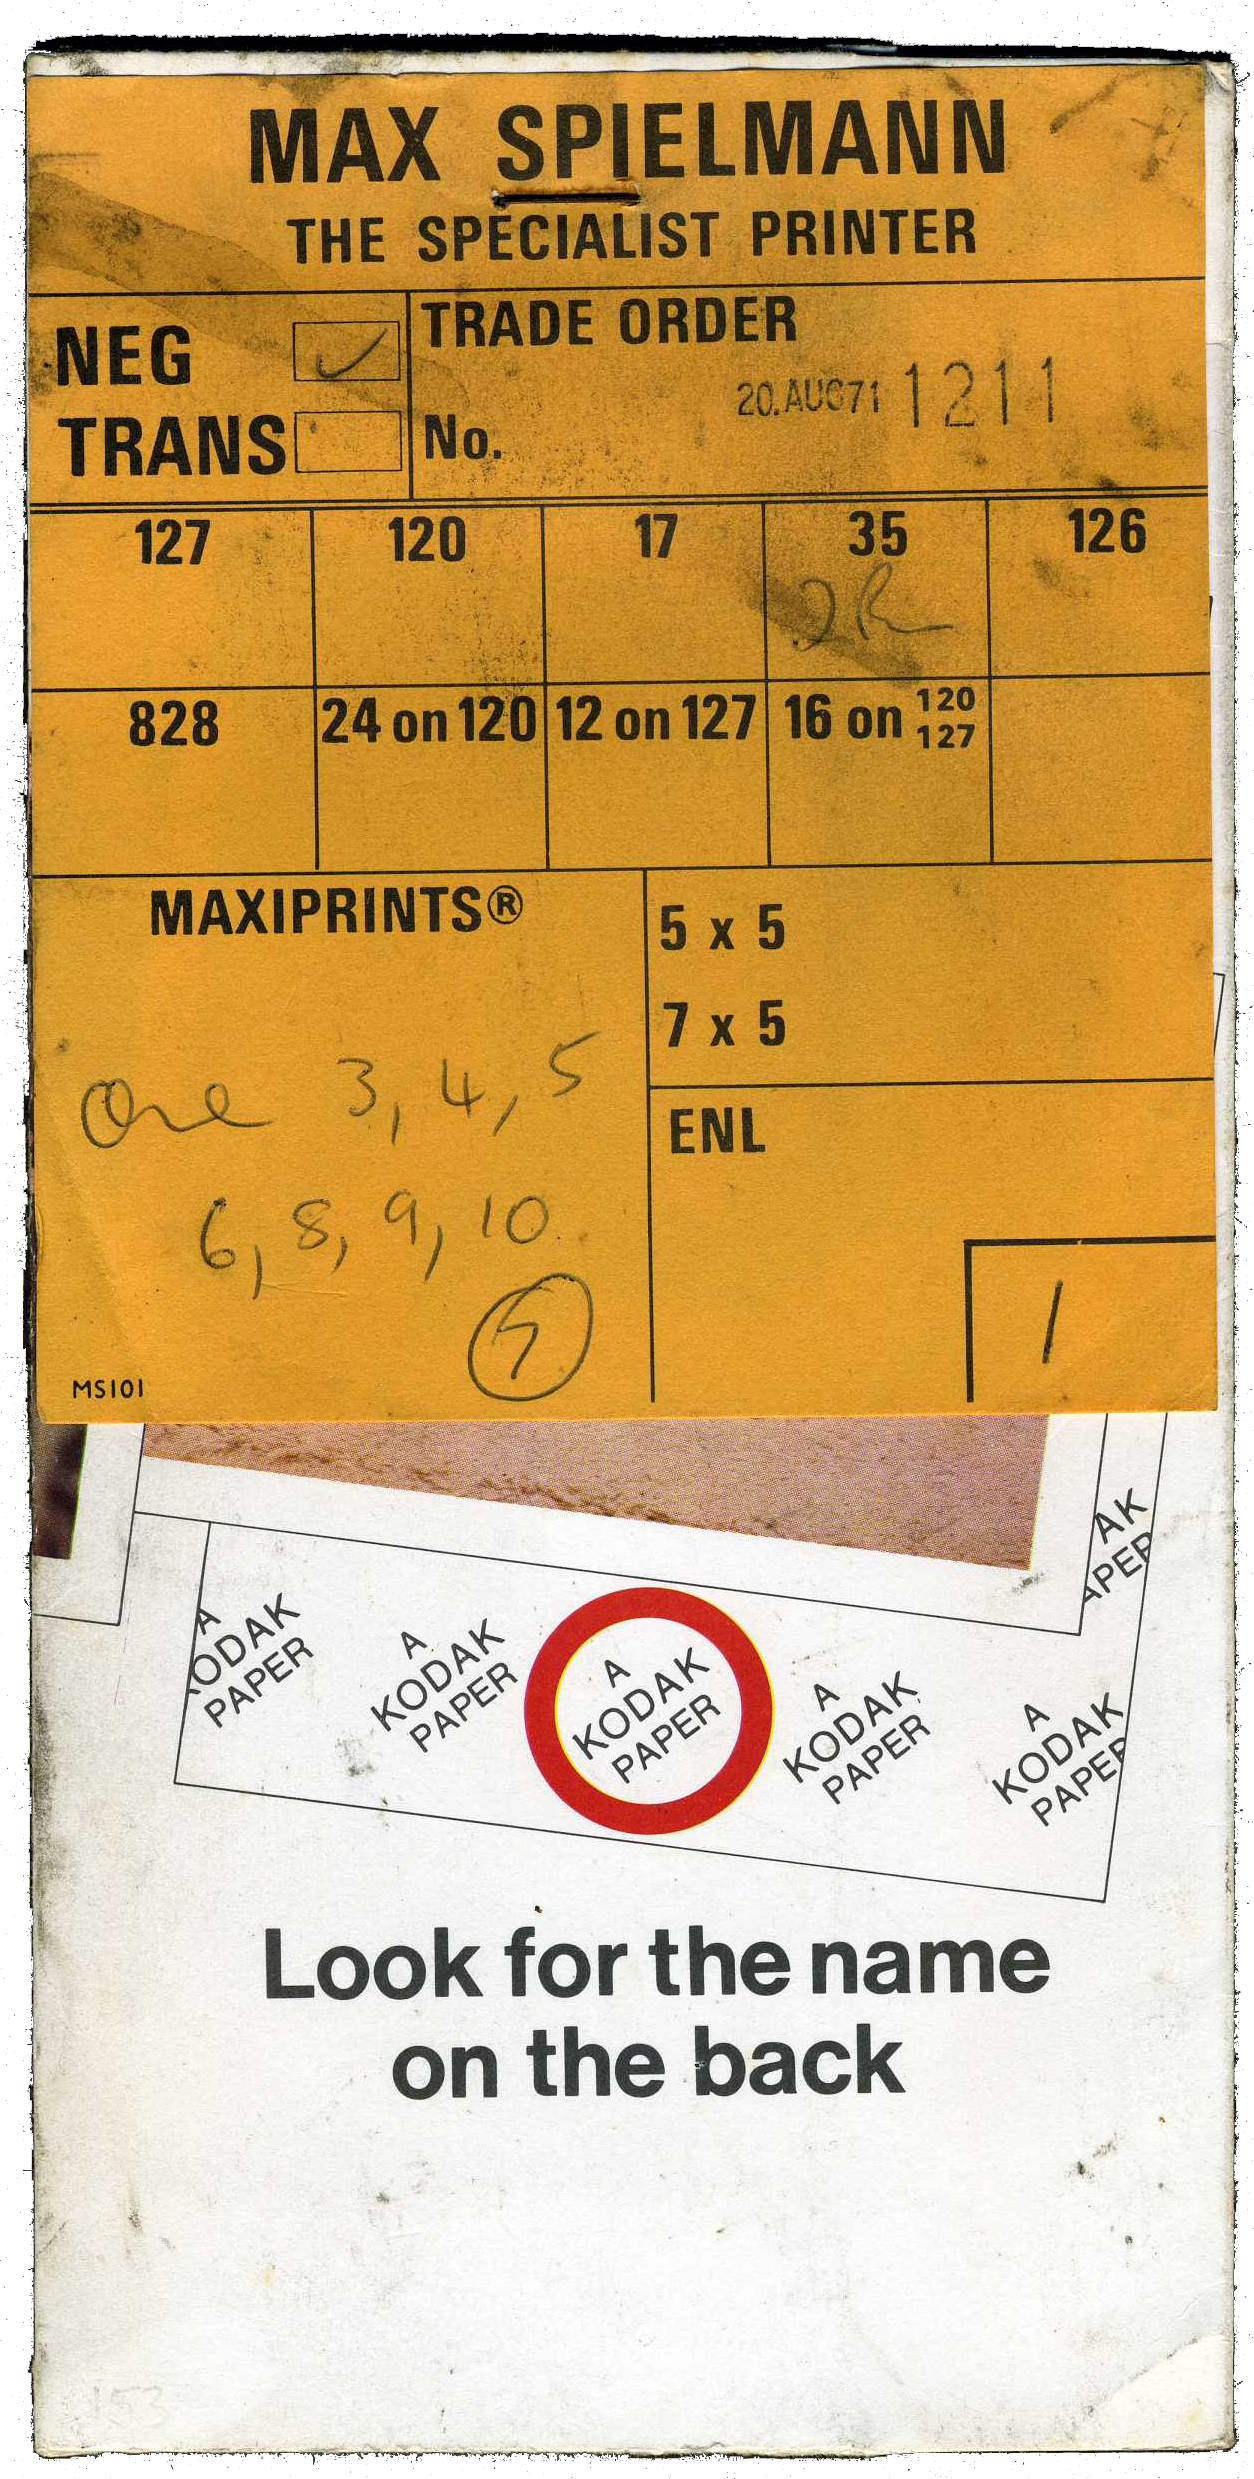 MAX SPIELMANN
THE SPECIALIST PRINTER
NEG
TRANS
TRADE ORDER
No. 20.AUG71 1211
127 120 17 35 126
828 24 on 120 12 on 127 16 on 120 127
MAXIPRINTS®
One 3, 4, 5
6, 8, 9, 10
MS101
5 x 5
7 x 5
ENL
1
AK
APER
A
KODAK
PAPER
A
KODAK
PAPER
A
KODAK
PAPER
A
KODAK
PAPER
A
KODAK
PAPER
Look for the name
on the back